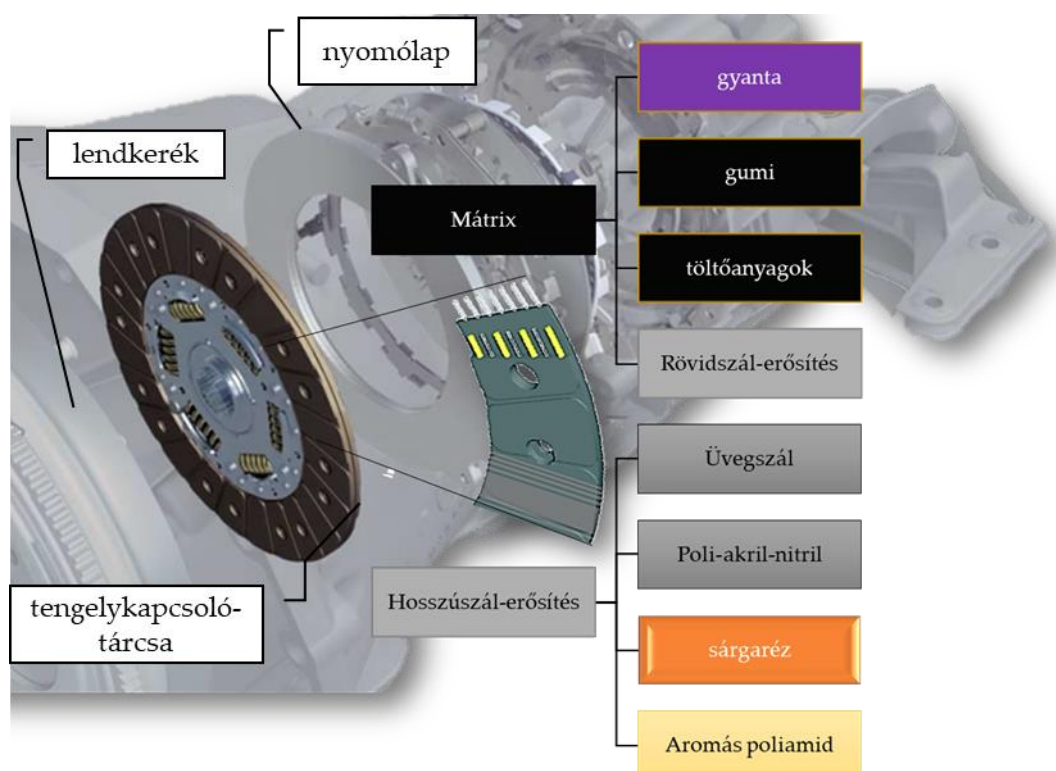 nyomólap
lendkerék
tengelykapcsoló-
tárcsa
Mátrix
gyanta
gumi
töltőanyagok
Rövidszál-erősítés
Hosszúszál-erősítés
Üvegszál
Poli-akril-nitril
sárgaréz
Aromás poliamid